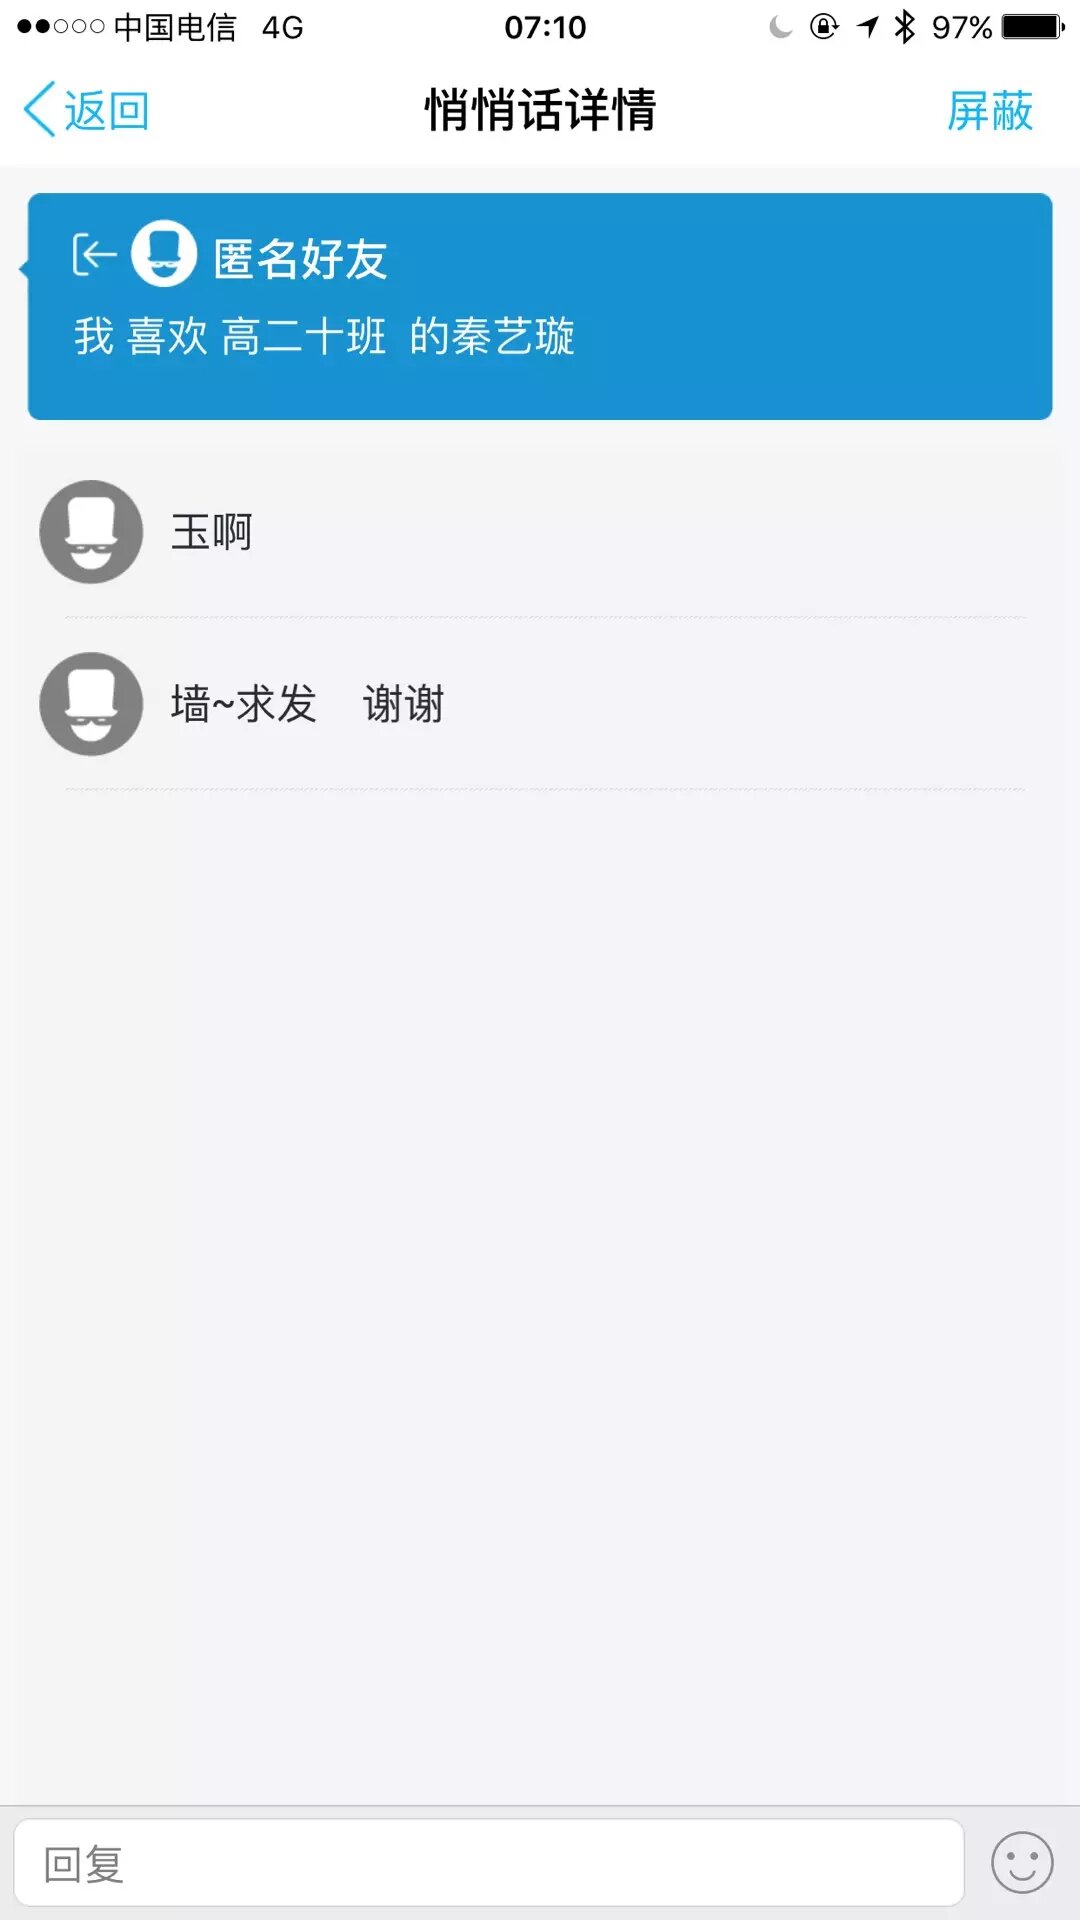 中国电信 4G 07:10 97%
返回 悄悄话详情 屏蔽
匿名好友
我 喜欢 高二十班 的秦艺璇
玉啊
墙~求发 谢谢
回复